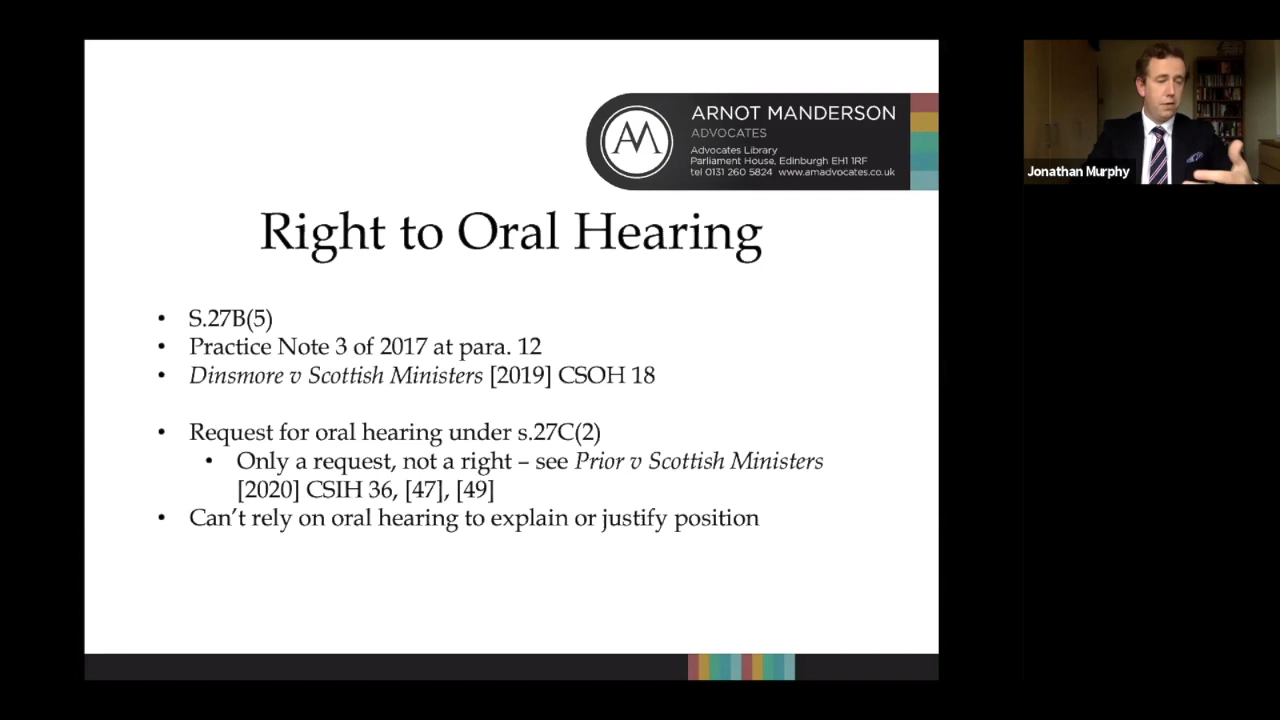 ARNOT MANDERSON
ADVOCATES
Advocates Library
Parliament House, Edinburgh EH1 1RF
tel 0131 260 5824 www.amadvocates.co.uk
Jonathan Murphy
Right to Oral Hearing
• S.27B(5)
• Practice Note 3 of 2017 at para. 12
• Dinsmore v Scottish Ministers [2019] CSOH 18
• Request for oral hearing under s.27C(2)
• Only a request, not a right – see Prior v Scottish Ministers
[2020] CSIH 36, [47], [49]
• Can’t rely on oral hearing to explain or justify position